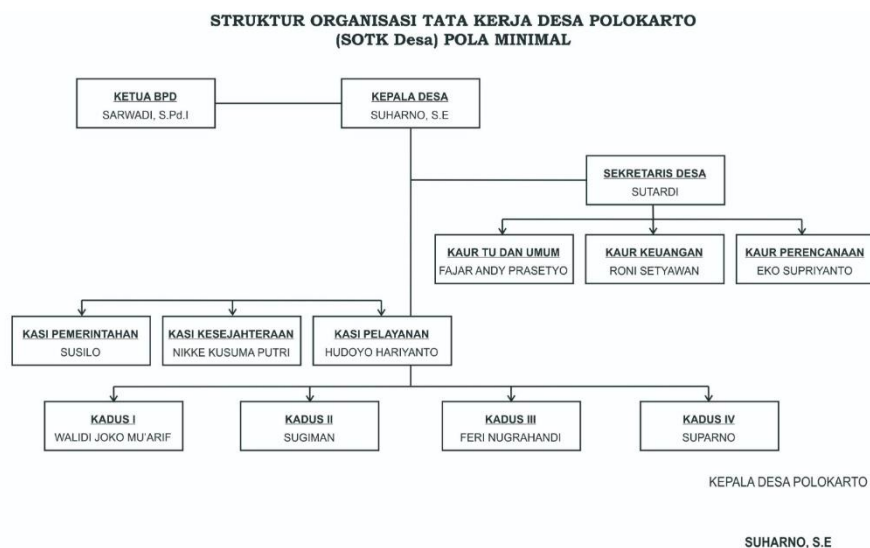 STRUKTUR ORGANISASI TATA KERJA DESA POLOKARTO
(SOTK Desa) POLA MINIMAL
KETUA BPD
SARWADI, S.Pd.I
KEPALA DESA
SUHARNO, S.E
SEKRETARIS DESA
SUTARDI
KAUR TU DAN UMUM
FAJAR ANDY PRASETYO
KAUR KEUANGAN
RONI SETYAWAN
KAUR PERENCANAAN
EKO SUPRIYANTO
KASI PEMERINTAHAN
SUSILO
KASI KESEJAHTERAAN
NIKKE KUSUMA PUTRI
KASI PELAYANAN
HUDOYO HARIYANTO
KADUS I
WALIDI JOKO MU'ARIF
KADUS II
SUGIMAN
KADUS III
FERI NUGRAHANDI
KADUS IV
SUPARNO
KEPALA DESA POLOKARTO
SUHARNO, S.E